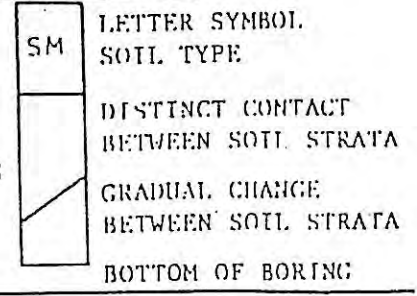 SM
LETTER SYMBOL
SOIL TYPE
DISTINCT CONTACT
BETWEEN SOIL STRATA
GRADUAL CHANGE
BETWEEN SOIL STRATA
BOTTOM OF BORING